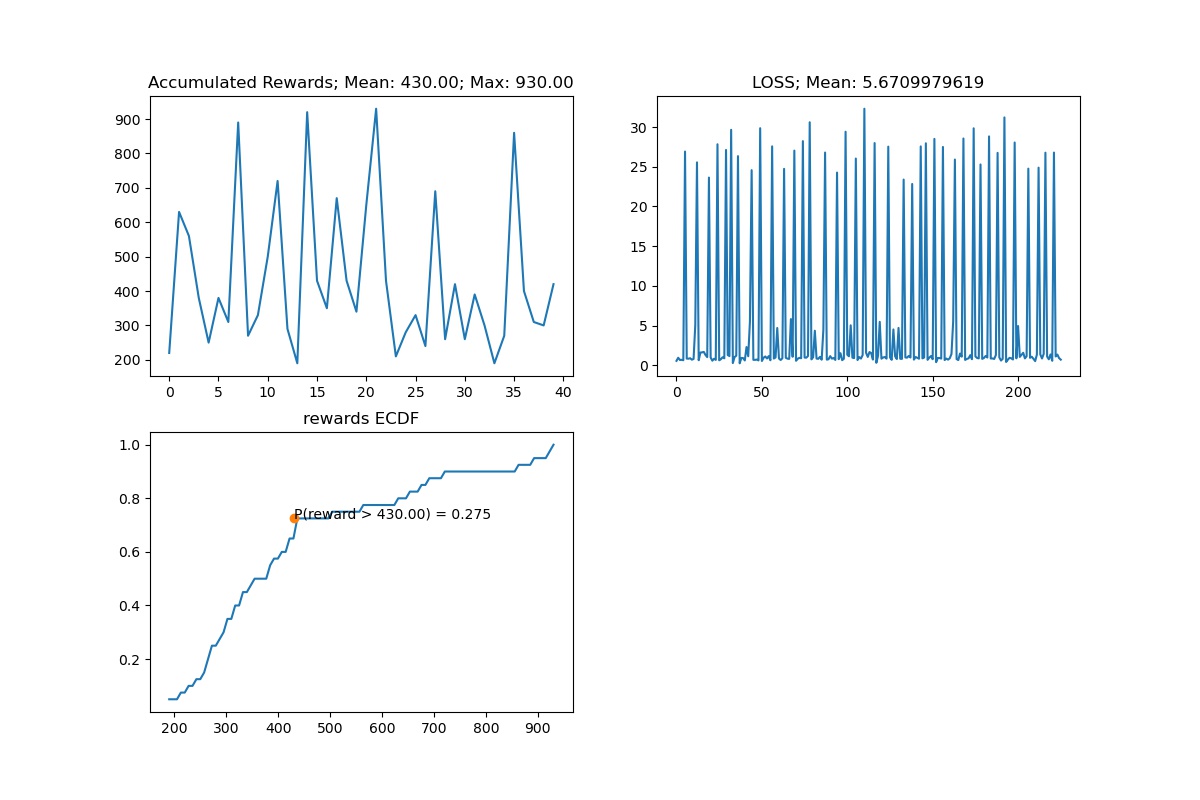 Accumulated Rewards; Mean: 430.00; Max: 930.00
900
800
700
600
500
400
300
200
0 5 10 15 20 25 30 35 40
LOSS; Mean: 5.6709979619
30
25
20
15
10
5
0
0 50 100 150 200
rewards ECDF
1.0
0.8
0.6
0.4
0.2
P(reward > 430.00) = 0.275
200 300 400 500 600 700 800 900